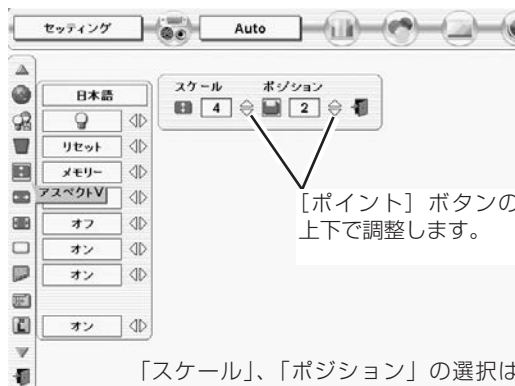 セッティング
Auto
スケール ポジション
4 2
日本語
リセット
メモリー
アスペクトV
オフ
オン
オン
オン
[ポイント] ボタンの
上下で調整します。
「スケール」、「ポジション」の選択は